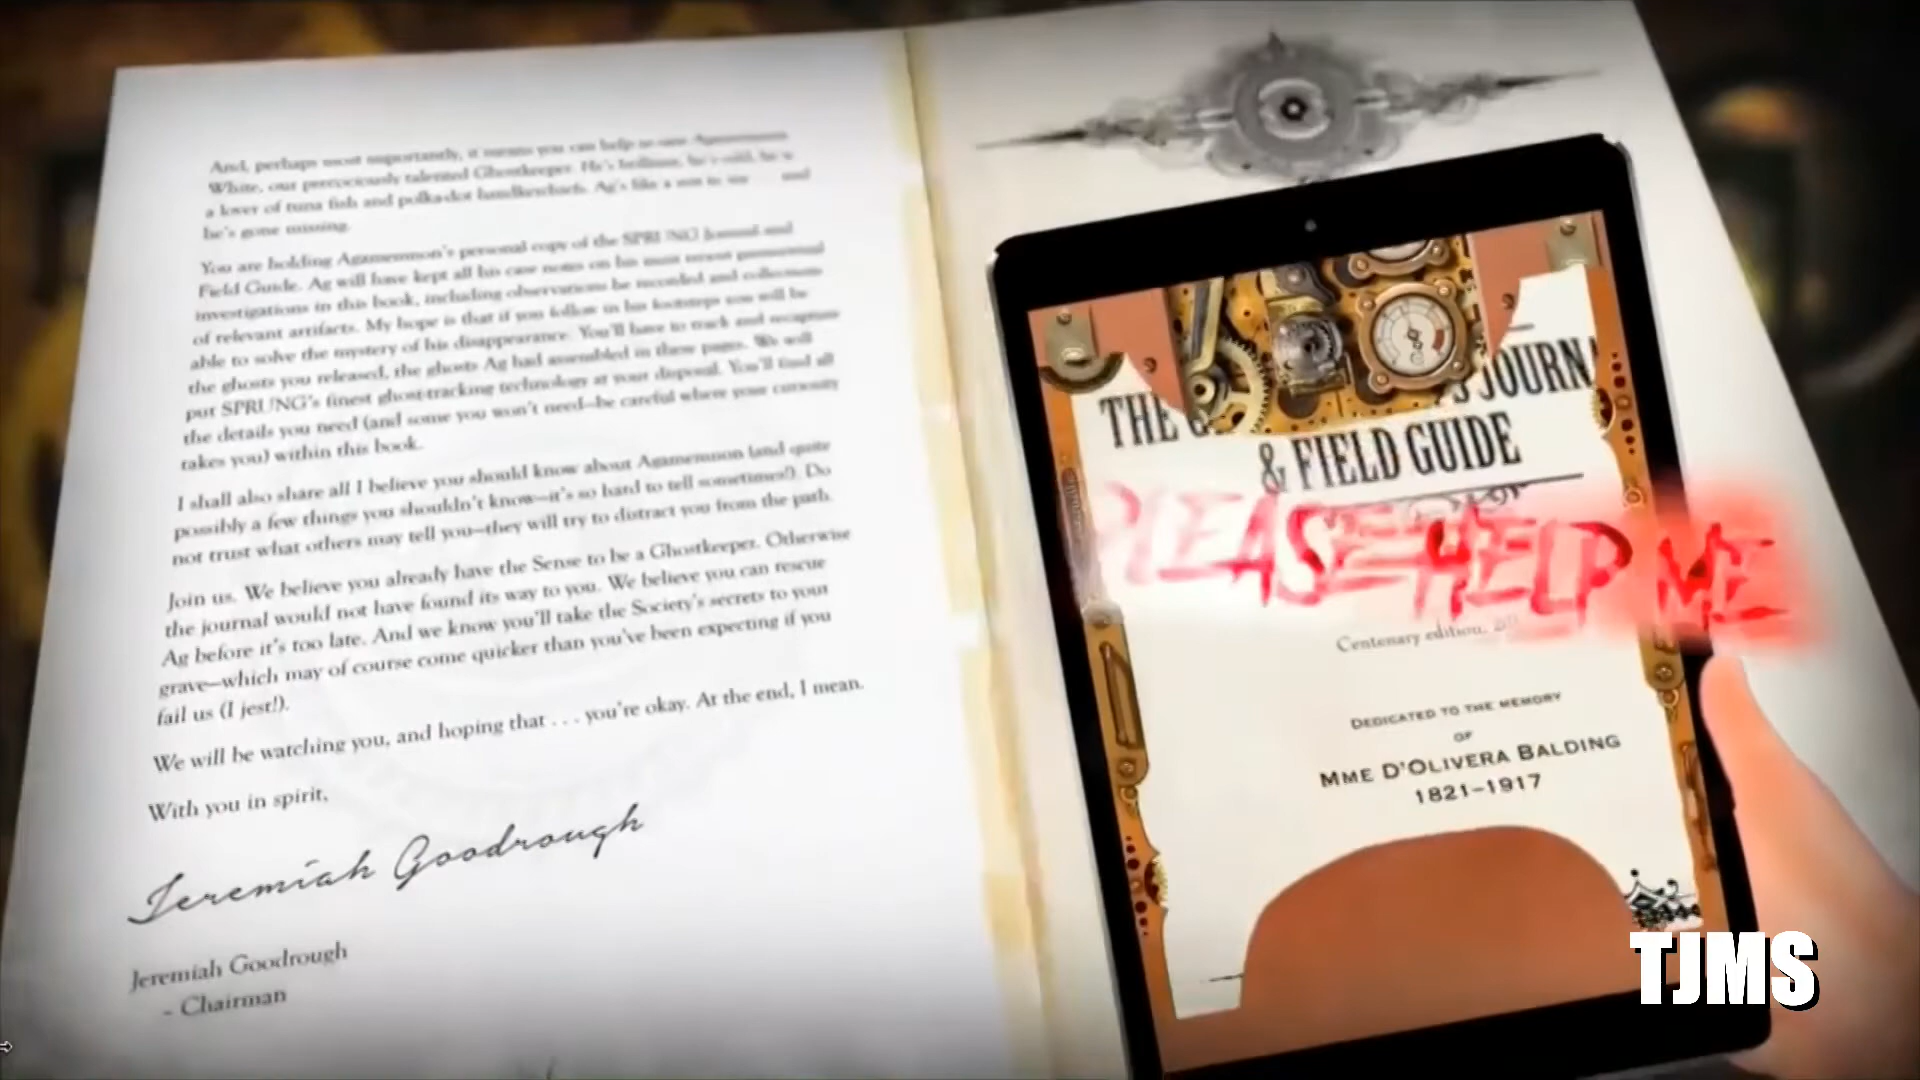 And, perhaps most importantly, it means you can help to save Agamemnon
White, our precociously talented Ghostkeeper. He's brilliant, he's wild, he's
a lover of tuna fish and polka-dot handkerchiefs. Ag's like a son to me and
he's gone missing.
You are holding Agamemnon's personal copy of the SPRUNG Journal and
Field Guide. Ag will have kept all his case notes on his most recent paranormal
investigations in this book, including observations he recorded and collections
of relevant artifacts. My hope is that if you follow in his footsteps you will be
able to solve the mystery of his disappearance. You'll have to track and recapture
the ghosts you released, the ghosts Ag had assembled in these pages. We will
put SPRUNG's finest ghost-tracking technology at your disposal. You'll find all
the details you need (and some you won't need—be careful where your curiosity
takes you) within this book.
I shall also share all I believe you should know about Agamemnon (and quite
possibly a few things you shouldn't know—it's so hard to tell sometimes!). Do
not trust what others may tell you—they will try to distract you from the path.
Join us. We believe you already have the Sense to be a Ghostkeeper. Otherwise
the journal would not have found its way to you. We believe you can rescue
Ag before it's too late. And we know you'll take the Society's secrets to your
grave—which may of course come quicker than you've been expecting if you
fail us (I jest!).
We will be watching you, and hoping that . . . you're okay. At the end, I mean.
With you in spirit,
Jeremiah Goodrough
Jeremiah Goodrough
- Chairman
THE
& FIELD GUIDE
PLEASE HELP ME
Centenary edition,
DEDICATED TO THE MEMORY
OF
MME D'OLIVERA BALDING
1821–1917
TJMS